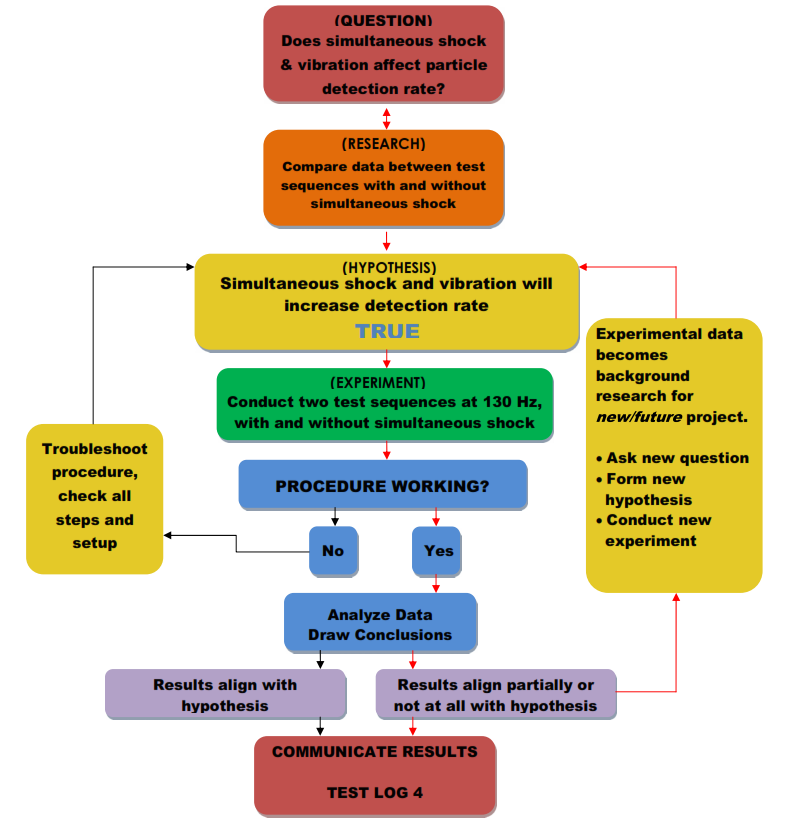 (QUESTION)
Does simultaneous shock
& vibration affect particle
detection rate?
(RESEARCH)
Compare data between test
sequences with and without
simultaneous shock
(HYPOTHESIS)
Simultaneous shock and vibration will
increase detection rate
TRUE
(EXPERIMENT)
Conduct two test sequences at 130 Hz,
with and without simultaneous shock
PROCEDURE WORKING?
No
Yes
Troubleshoot
procedure,
check all
steps and
setup
Analyze Data
Draw Conclusions
Results align with
hypothesis
Results align partially or
not at all with hypothesis
Experimental data
becomes
background
research for
new/future project.
• Ask new question
• Form new
hypothesis
• Conduct new
experiment
COMMUNICATE RESULTS
TEST LOG 4